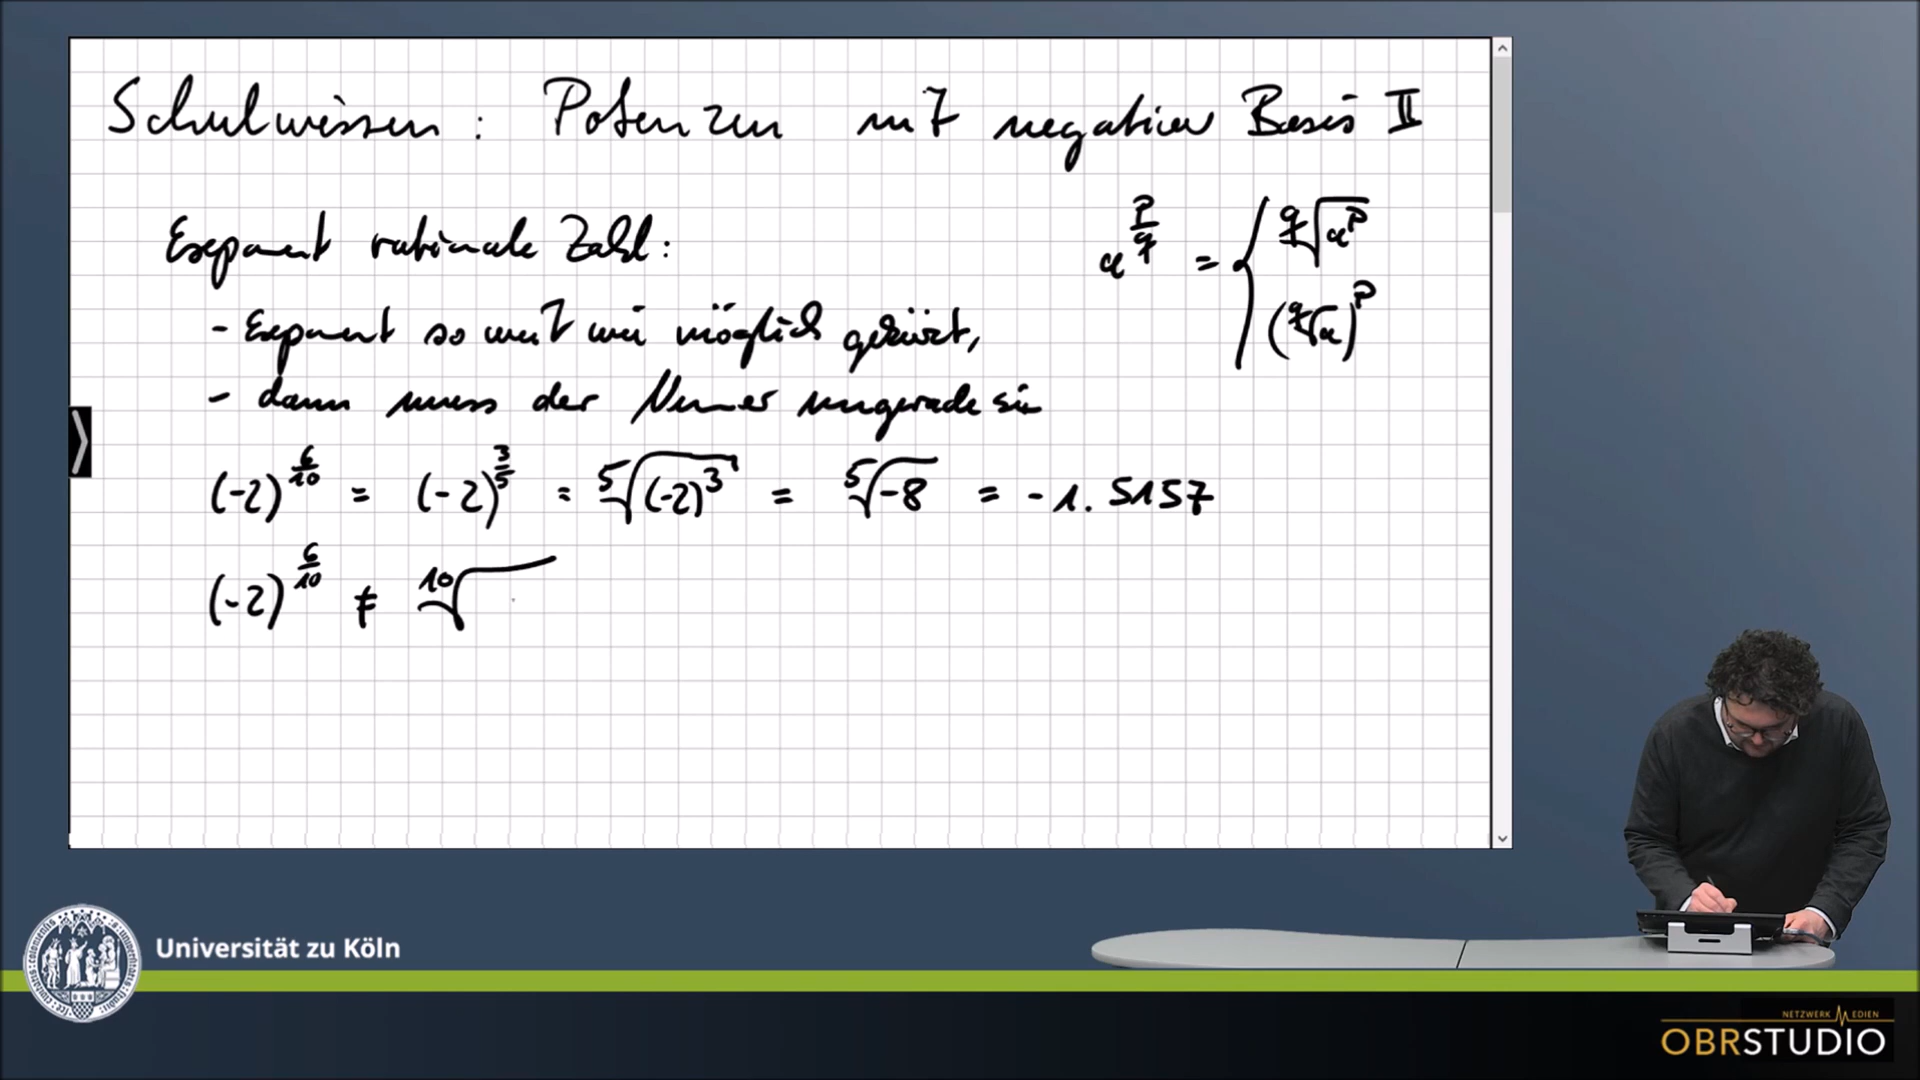 Schulwissen: Potenzen mit negativer Basis II
Exponent rationale Zahl:
a^(p/q) = { ^q√(a^p)
(^q√a)^p
- Exponent so weit wie möglich gekürzt,
- dann muss der Nenner ungerade sein
(-2)^(6/10) = (-2)^(3/5) = ⁵√((-2)³) = ⁵√(-8) = -1.5157
(-2)^(6/10) ≠ ¹⁰√
Universität zu Köln
NETZWERK MEDIEN
OBRSTUDIO